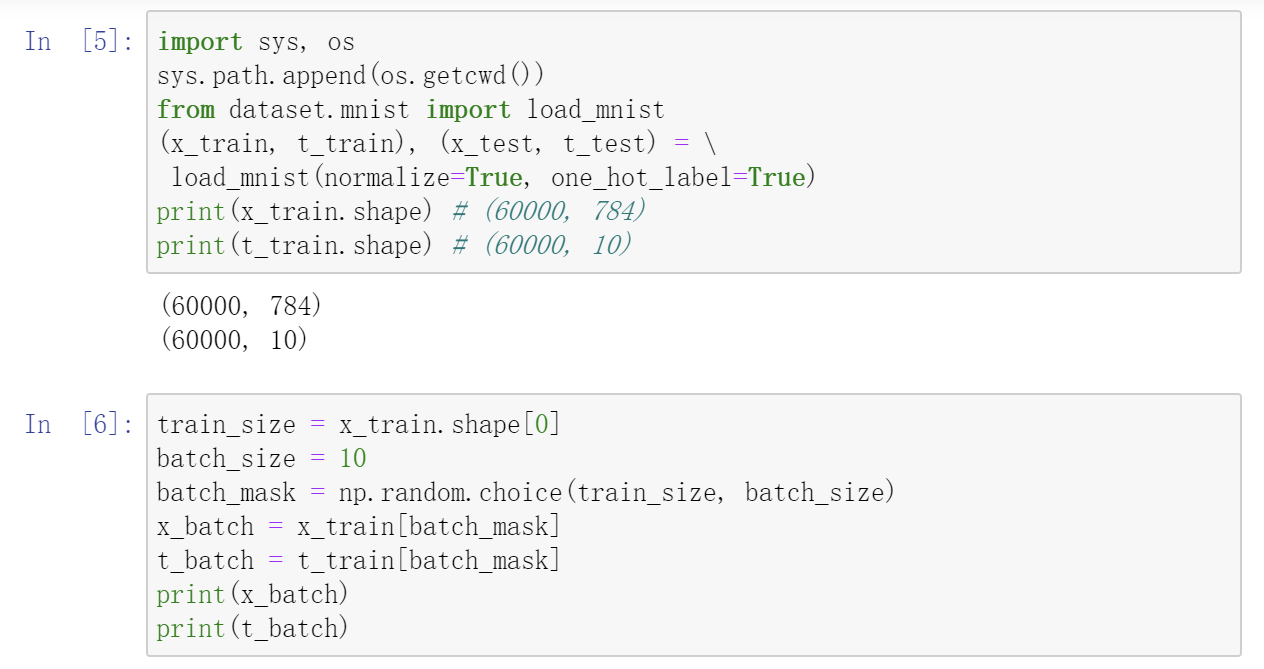 In [5]: import sys, os
sys.path.append(os.getcwd())
from dataset.mnist import load_mnist
(x_train, t_train), (x_test, t_test) = \
 load_mnist(normalize=True, one_hot_label=True)
print(x_train.shape) # (60000, 784)
print(t_train.shape) # (60000, 10)
(60000, 784)
(60000, 10)
In [6]: train_size = x_train.shape[0]
batch_size = 10
batch_mask = np.random.choice(train_size, batch_size)
x_batch = x_train[batch_mask]
t_batch = t_train[batch_mask]
print(x_batch)
print(t_batch)